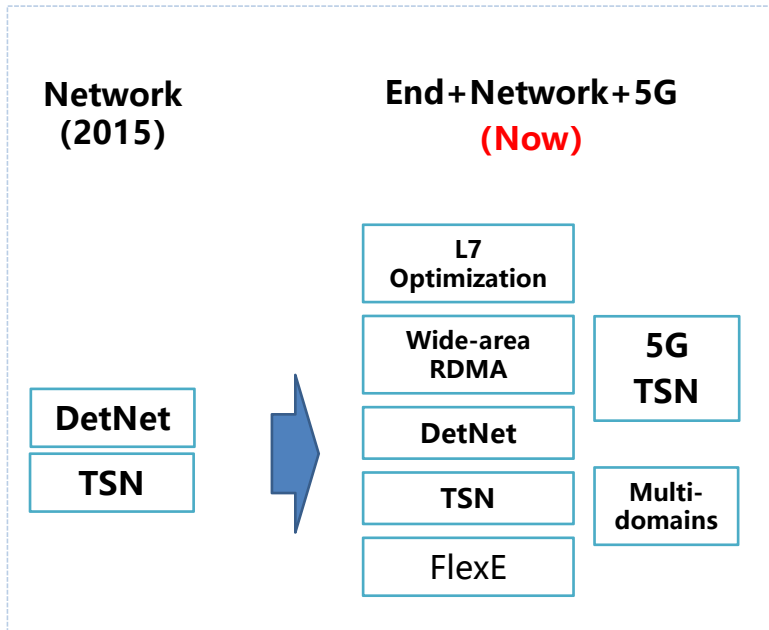 Network
(2015)
End+Network+5G
(Now)
DetNet
TSN
L7
Optimization
Wide-area
RDMA
DetNet
TSN
FlexE
5G
TSN
Multi-
domains